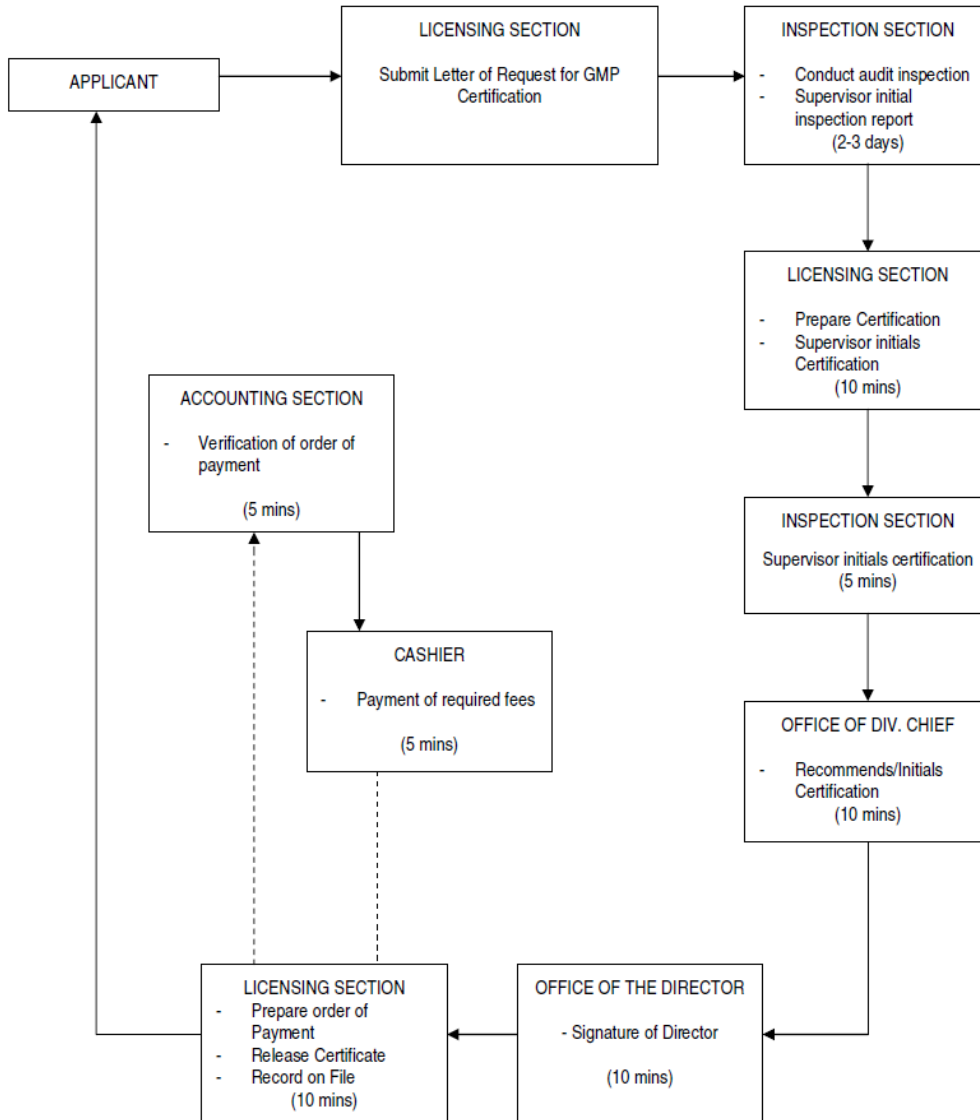 APPLICANT
LICENSING SECTION
Submit Letter of Request for GMP
Certification
INSPECTION SECTION
- Conduct audit inspection
- Supervisor initial
inspection report
(2-3 days)
LICENSING SECTION
- Prepare Certification
- Supervisor initials
Certification
(10 mins)
INSPECTION SECTION
Supervisor initials certification
(5 mins)
OFFICE OF DIV. CHIEF
- Recommends/Initials
Certification
(10 mins)
OFFICE OF THE DIRECTOR
- Signature of Director
(10 mins)
LICENSING SECTION
- Prepare order of
Payment
- Release Certificate
- Record on File
(10 mins)
ACCOUNTING SECTION
- Verification of order of
payment
(5 mins)
CASHIER
- Payment of required fees
(5 mins)